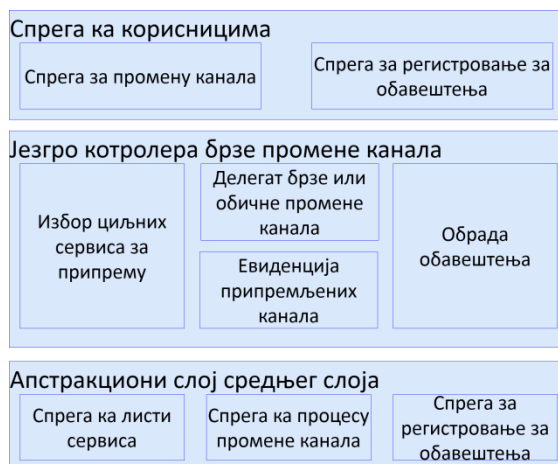 Спрега ка корисницима
Спрега за промену канала
Спрега за регистровање за
обавештења
Језгро котролера брзе промене канала
Избор циљних
сервиса за
припрему
Делегат брзе или
обичне промене
канала
Евиденција
припремљених
канала
Обрада
обавештења
Апстракциони слој средњег слоја
Спрега ка листи
сервиса
Спрега ка процесу
промене канала
Спрега за
регистровање за
обавештења